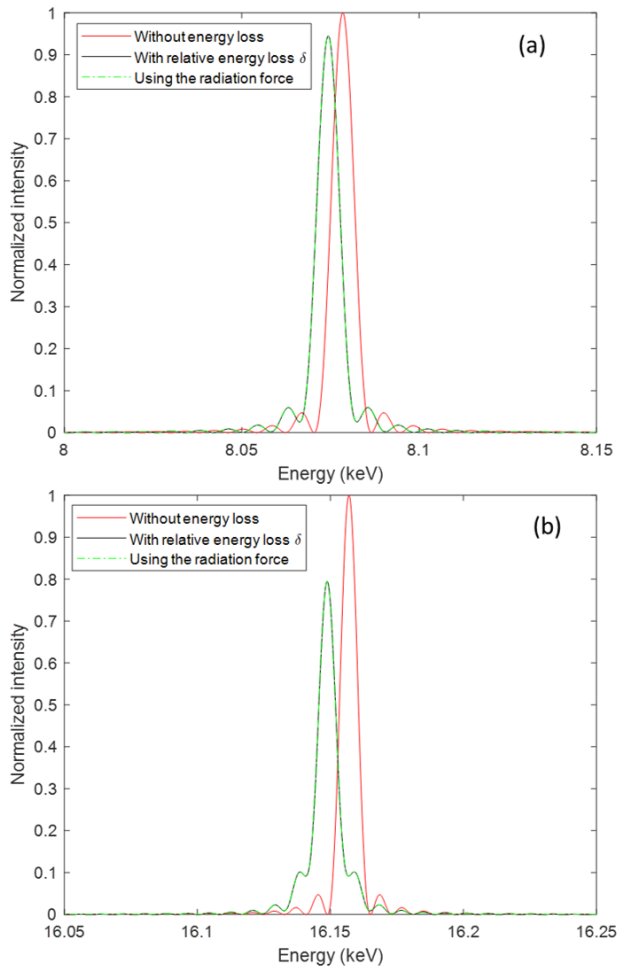 1
0.9
0.8
0.7
0.6
0.5
0.4
0.3
0.2
0.1
0
Normalized intensity
Without energy loss
With relative energy loss δ
Using the radiation force
(a)
8 8.05 8.1 8.15
Energy (keV)
1
0.9
0.8
0.7
0.6
0.5
0.4
0.3
0.2
0.1
0
Normalized intensity
Without energy loss
With relative energy loss δ
Using the radiation force
(b)
16.05 16.1 16.15 16.2 16.25
Energy (keV)